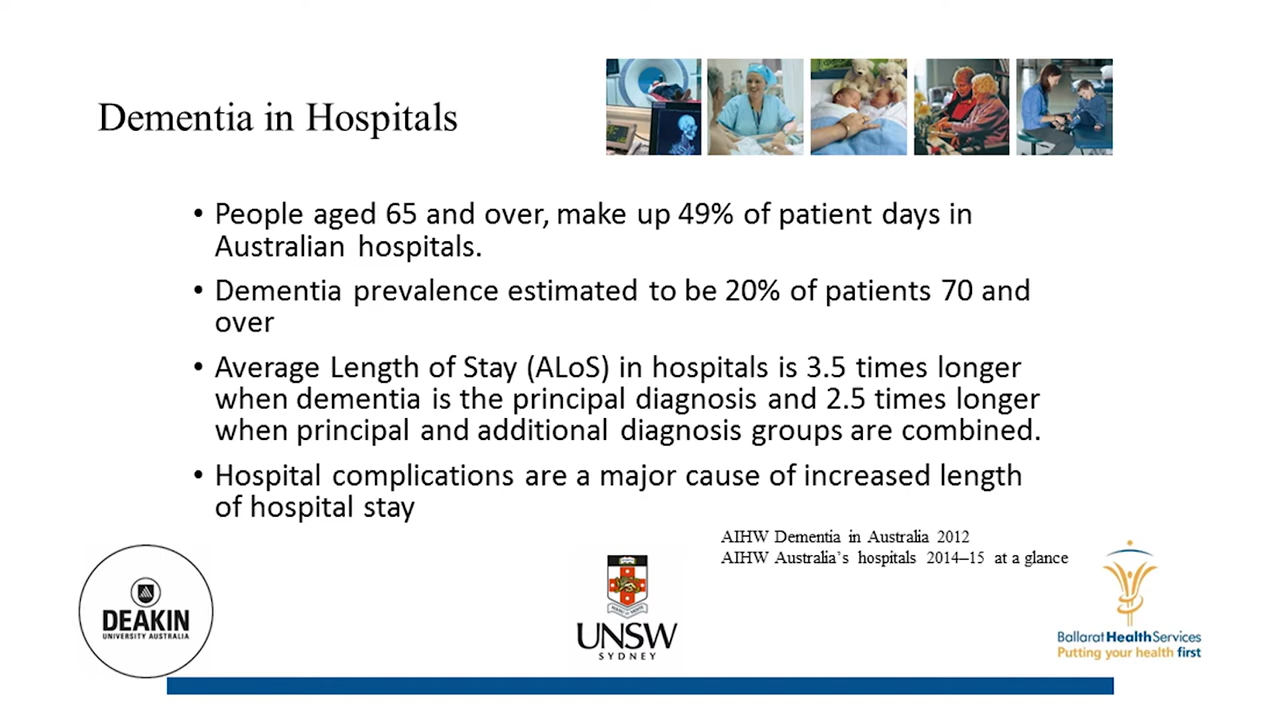 Dementia in Hospitals
• People aged 65 and over, make up 49% of patient days in
Australian hospitals.
• Dementia prevalence estimated to be 20% of patients 70 and
over
• Average Length of Stay (ALoS) in hospitals is 3.5 times longer
when dementia is the principal diagnosis and 2.5 times longer
when principal and additional diagnosis groups are combined.
• Hospital complications are a major cause of increased length
of hospital stay
AIHW Dementia in Australia 2012
AIHW Australia's hospitals 2014–15 at a glance
DEAKIN
UNIVERSITY AUSTRALIA
UNSW
SYDNEY
Ballarat HealthServices
Putting your health first